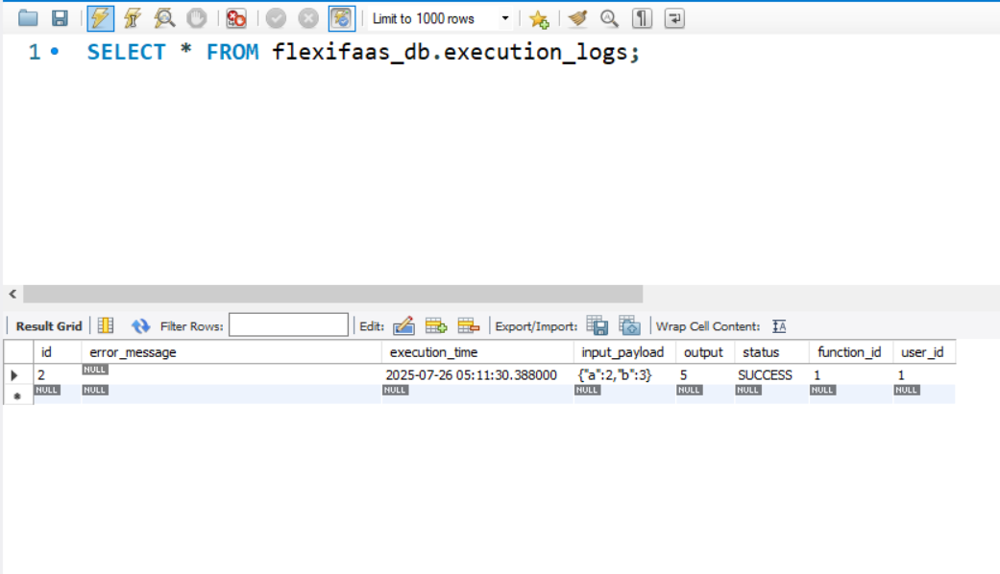 Limit to 1000 rows
1 SELECT * FROM flexifaas_db.execution_logs;
Result Grid Filter Rows: Edit: Export/Import: Wrap Cell Content:
id error_message execution_time input_payload output status function_id user_id
2 NULL 2025-07-26 05:11:30.388000 {"a":2,"b":3} 5 SUCCESS 1 1
NULL NULL NULL NULL NULL NULL NULL NULL